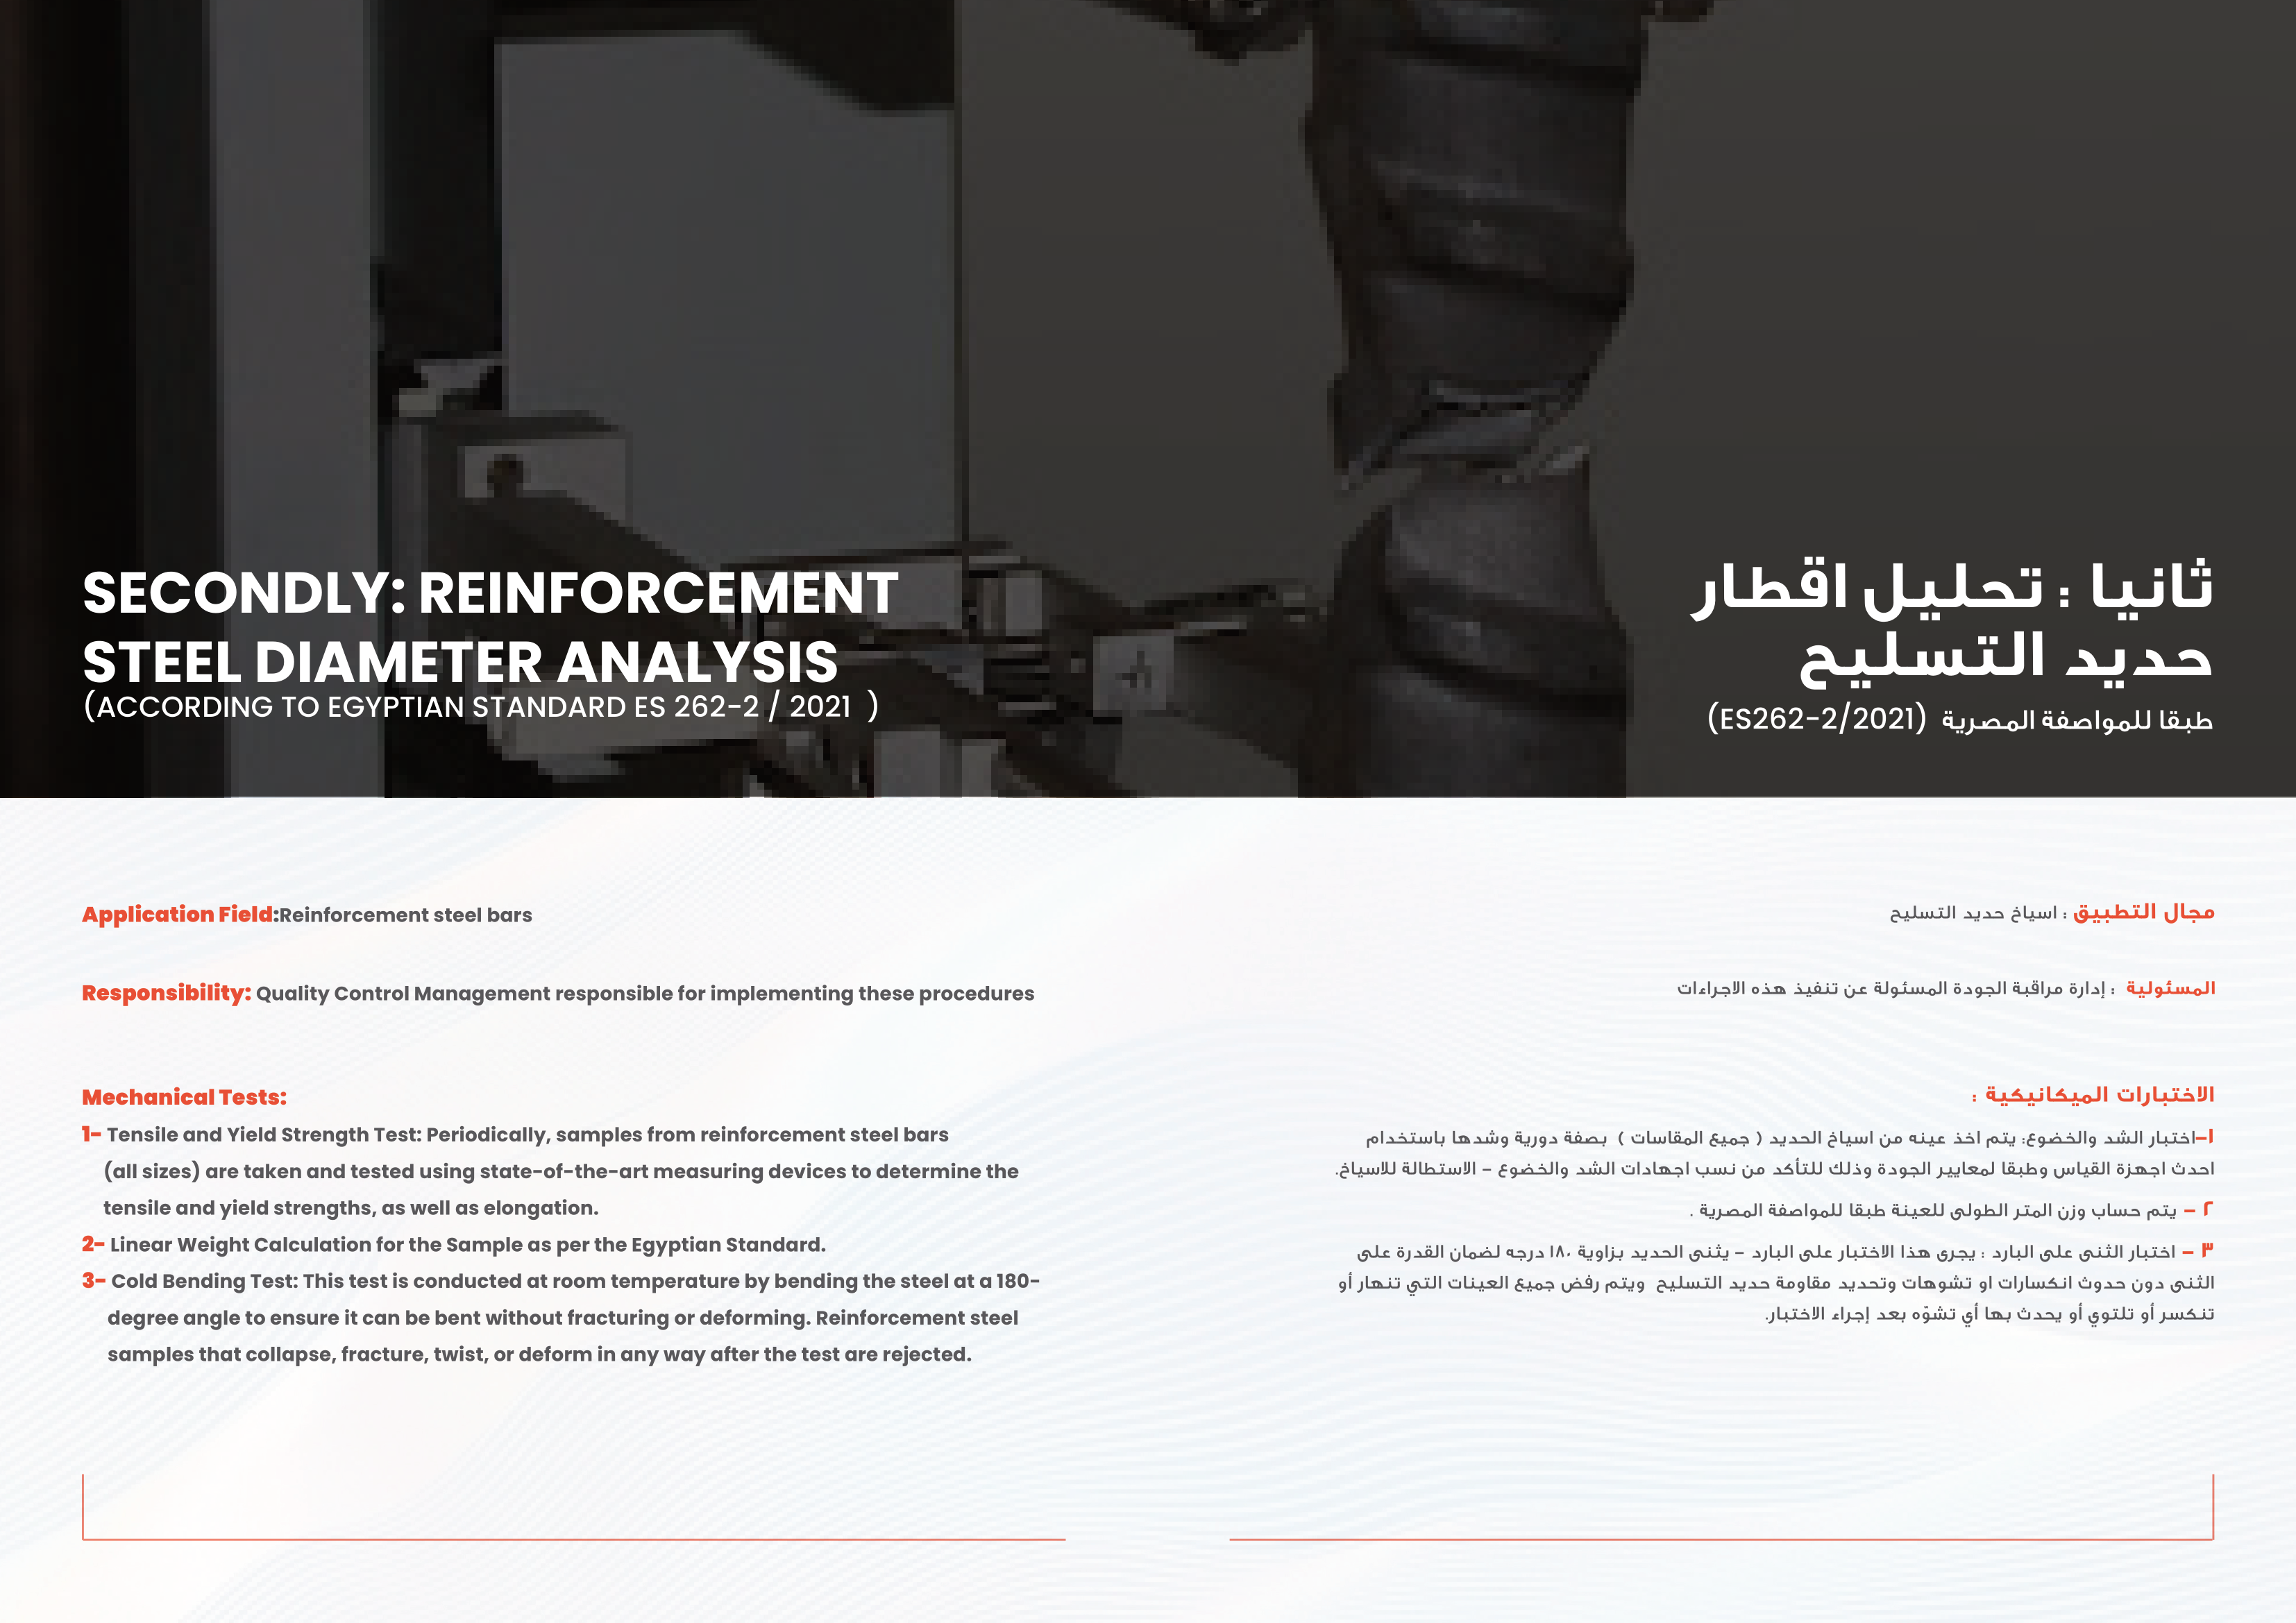 SECONDLY: REINFORCEMENT
STEEL DIAMETER ANALYSIS
(ACCORDING TO EGYPTIAN STANDARD ES 262-2 / 2021 )
ثانيا : تحليل اقطار
حديد التسليح
طبقا للمواصفة المصرية (ES262-2/2021)
Application Field:Reinforcement steel bars
Responsibility: Quality Control Management responsible for implementing these procedures
Mechanical Tests:
1- Tensile and Yield Strength Test: Periodically, samples from reinforcement steel bars
(all sizes) are taken and tested using state-of-the-art measuring devices to determine the
tensile and yield strengths, as well as elongation.
2- Linear Weight Calculation for the Sample as per the Egyptian Standard.
3- Cold Bending Test: This test is conducted at room temperature by bending the steel at a 180-
degree angle to ensure it can be bent without fracturing or deforming. Reinforcement steel
samples that collapse, fracture, twist, or deform in any way after the test are rejected.
مجال التطبيق : اسياخ حديد التسليح
المسئولية : إدارة مراقبة الجودة المسئولة عن تنفيذ هذه الاجراءات
الاختبارات الميكانيكية :
١-اختبار الشد والخضوع: يتم اخذ عينه من اسياخ الحديد ( جميع المقاسات ) بصفة دورية وشدها باستخدام
احدث اجهزة القياس وطبقا لمعايير الجودة وذلك للتأكد من نسب اجهادات الشد والخضوع - الاستطالة للاسياخ.
٢ - يتم حساب وزن المتر الطولى للعينة طبقا للمواصفة المصرية .
٣ - اختبار الثنى على البارد : يجرى هذا الاختبار على البارد - يثنى الحديد بزاوية ١٨٠ درجه لضمان القدرة على
الثنى دون حدوث انكسارات او تشوهات وتحديد مقاومة حديد التسليح ويتم رفض جميع العينات التي تنهار أو
تنكسر أو تلتوي أو يحدث بها أي تشوّه بعد إجراء الاختبار.